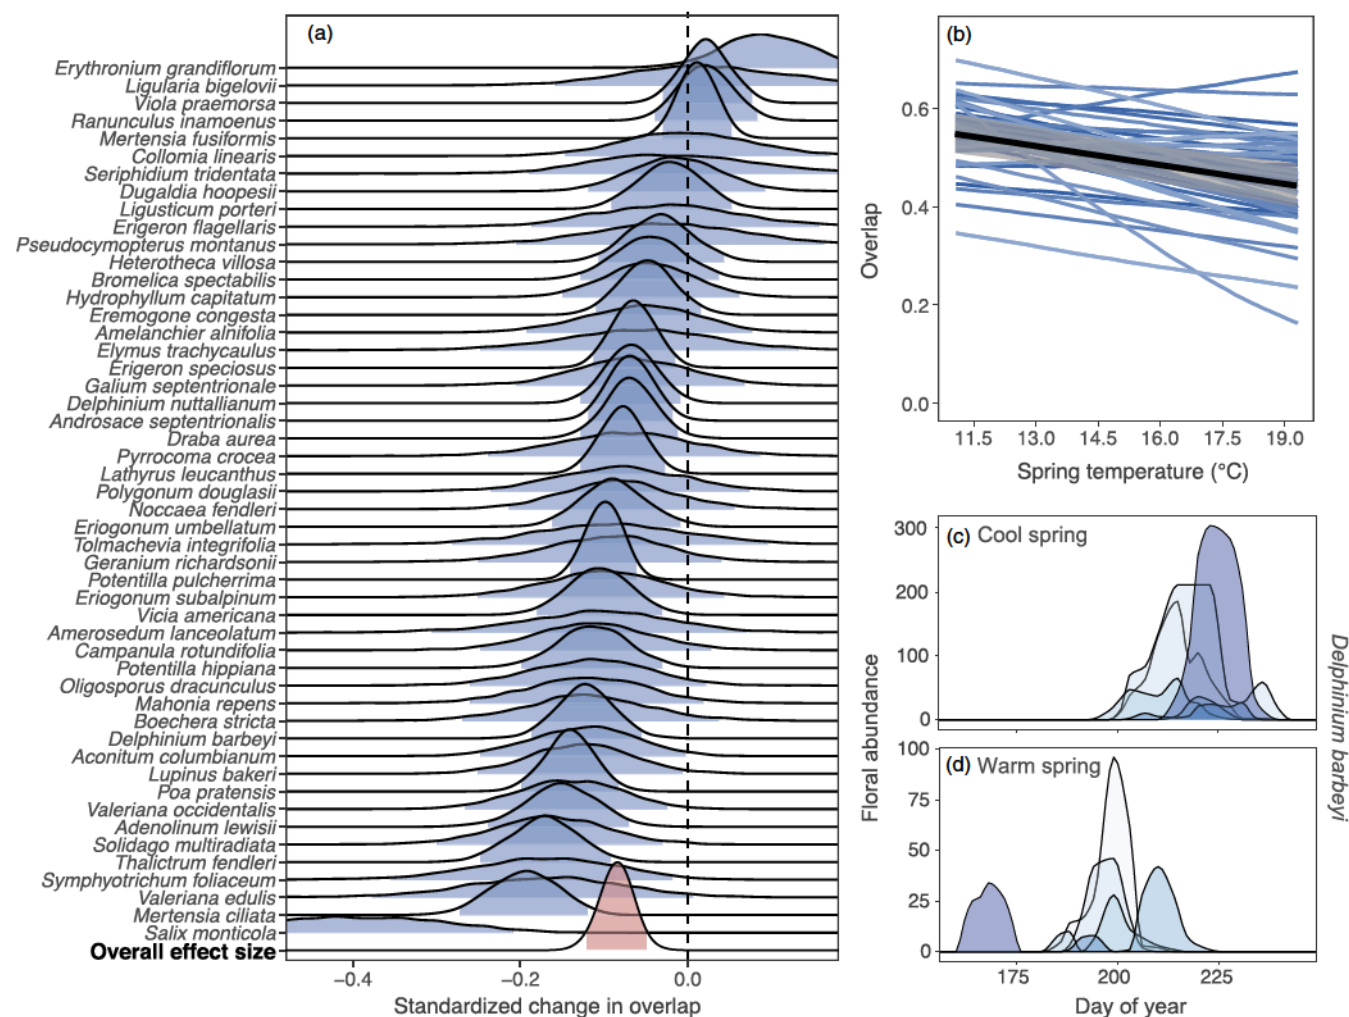 (a)
Erythronium grandiflorum
Ligularia bigelovii
Viola praemorsa
Ranunculus inamoenus
Mertensia fusiformis
Collomia linearis
Seriphidium tridentata
Dugaldia hoopesii
Ligusticum porteri
Erigeron flagellaris
Pseudocymopterus montanus
Heterotheca villosa
Bromelica spectabilis
Hydrophyllum capitatum
Eremogone congesta
Amelanchier alnifolia
Elymus trachycaulus
Erigeron speciosus
Galium septentrionale
Delphinium nuttallianum
Androsace septentrionalis
Draba aurea
Pyrrocoma crocea
Lathyrus leucanthus
Polygonum douglasii
Noccaea fendleri
Eriogonum umbellatum
Tolmachevia integrifolia
Geranium richardsonii
Potentilla pulcherrima
Eriogonum subalpinum
Vicia americana
Amerosedum lanceolatum
Campanula rotundifolia
Potentilla hippiana
Oligosporus dracunculus
Mahonia repens
Boechera stricta
Delphinium barbeyi
Aconitum columbianum
Lupinus bakeri
Poa pratensis
Valeriana occidentalis
Adenolinum lewisii
Solidago multiradiata
Thalictrum fendleri
Symphyotrichum foliaceum
Valeriana edulis
Mertensia ciliata
Salix monticola
Overall effect size
−0.4 −0.2 0.0
Standardized change in overlap
(b)
Overlap
0.6
0.4
0.2
0.0
11.5 13.0 14.5 16.0 17.5 19.0
Spring temperature (°C)
(c) Cool spring
300
200
100
0
Floral abundance
Delphinium barbeyi
(d) Warm spring
100
75
50
25
0
175 200 225
Day of year